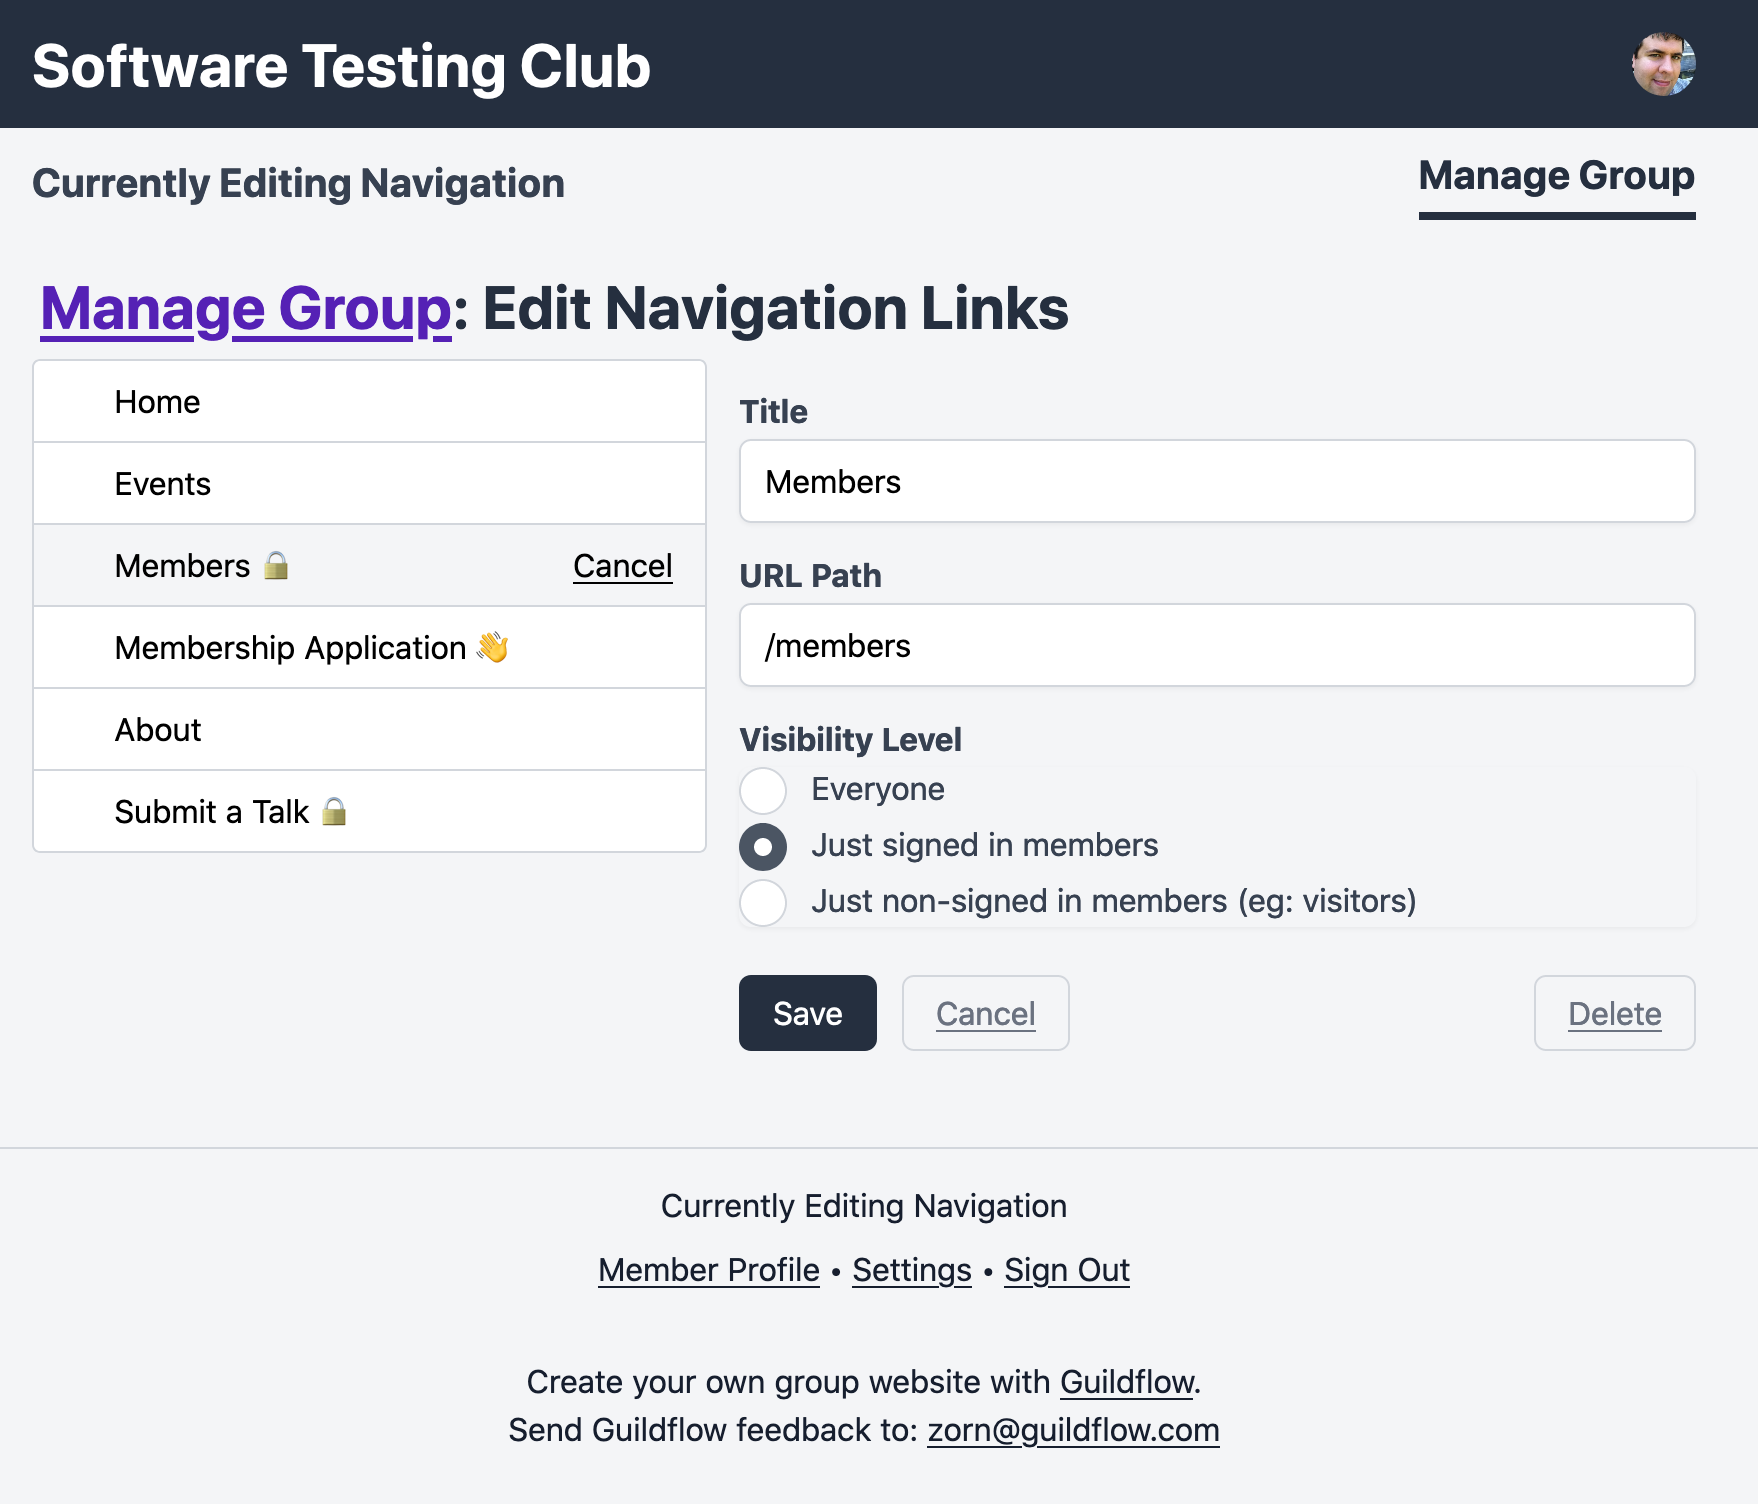 Software Testing Club
Currently Editing Navigation
Manage Group
Manage Group: Edit Navigation Links
Home
Events
Members 🔒
Cancel
Membership Application 👋
About
Submit a Talk 🔒
Title
Members
URL Path
/members
Visibility Level
Everyone
Just signed in members
Just non-signed in members (eg: visitors)
Save
Cancel
Delete
Currently Editing Navigation
Member Profile • Settings • Sign Out
Create your own group website with Guildflow.
Send Guildflow feedback to: zorn@guildflow.com